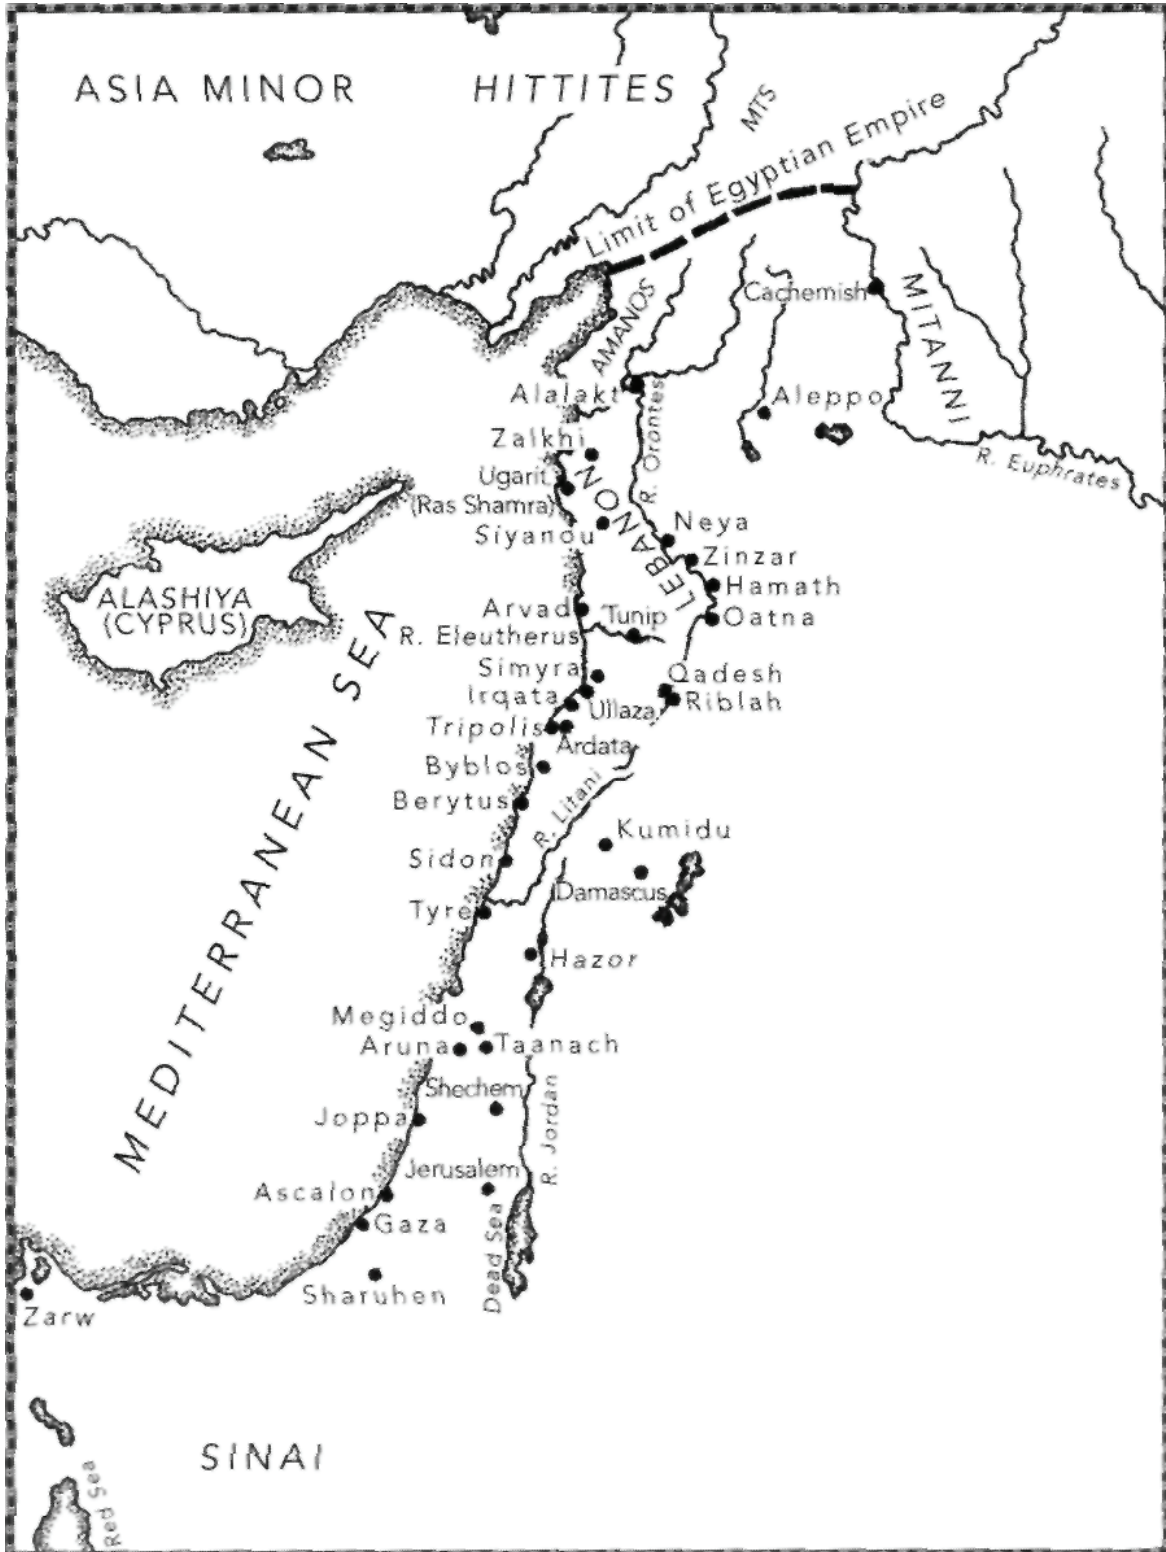 ASIA MINOR
HITTITES
MTS
Limit of Egyptian Empire
AMANOS
Cachemish
MITANNI
Alalakt
Aleppo
R. Orontes
Zalkhi
R. Euphrates
Ugarit
(Ras Shamra)
LEBANON
Siyanou
Neya
Zinzar
Hamath
ALASHIYA
(CYPRUS)
Arvad
Tunip
Oatna
R. Eleutherus
MEDITERRANEAN SEA
Simyra
Qadesh
Irqata
Ullaza
Riblah
Tripolis
Ardata
Byblos
Berytus
R. Litani
Kumidu
Sidon
Damascus
Tyre
Hazor
Megiddo
Aruna
Taanach
Shechem
R. Jordan
Joppa
Jerusalem
Ascalon
Gaza
Dead Sea
Sharuhen
Zarw
SINAI
Red Sea